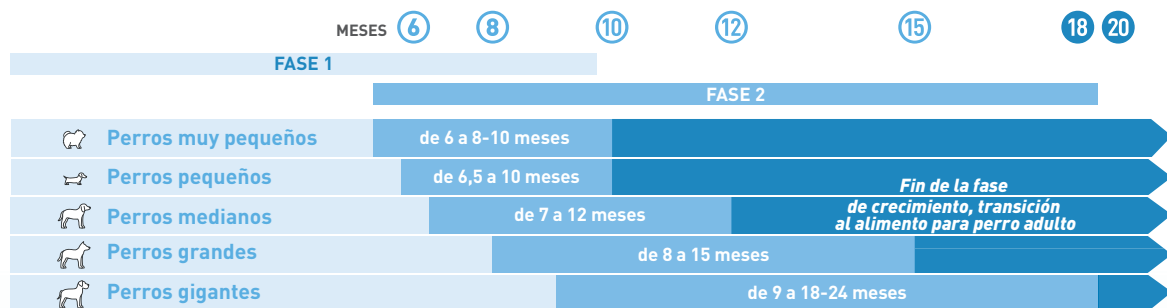 MESES 6 8 10 12 15 18 20
FASE 1
FASE 2
Perros muy pequeños de 6 a 8-10 meses
Perros pequeños de 6,5 a 10 meses
Perros medianos de 7 a 12 meses
Perros grandes de 8 a 15 meses
Perros gigantes de 9 a 18-24 meses
Fin de la fase
de crecimiento, transición
al alimento para perro adulto